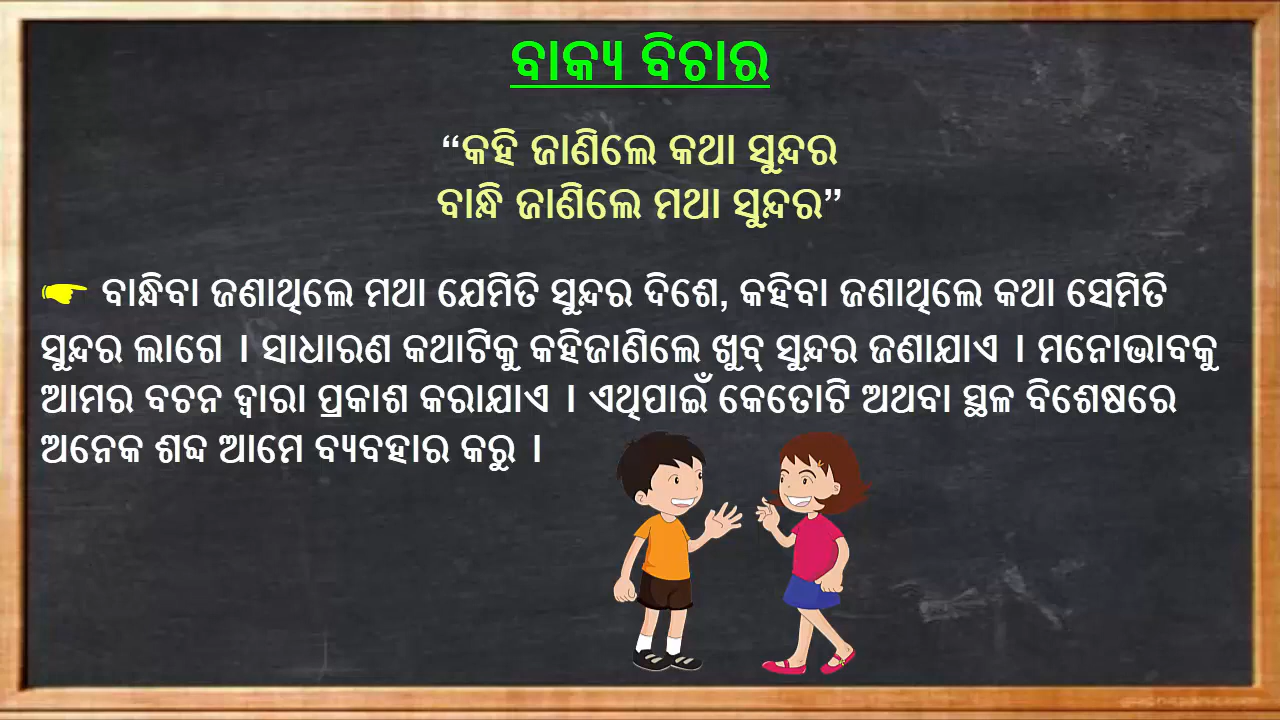 ବାକ୍ୟ ବିଚାର
“କହି ଜାଣିଲେ କଥା ସୁନ୍ଦର
ବାନ୍ଧି ଜାଣିଲେ ମଥା ସୁନ୍ଦର”
ବାନ୍ଧିବା ଜଣାଥିଲେ ମଥା ଯେମିତି ସୁନ୍ଦର ଦିଶେ, କହିବା ଜଣାଥିଲେ କଥା ସେମିତି
ସୁନ୍ଦର ଲାଗେ । ସାଧାରଣ କଥାଟିକୁ କହିଜାଣିଲେ ଖୁବ୍ ସୁନ୍ଦର ଜଣାଯାଏ । ମନୋଭାବକୁ
ଆମର ବଚନ ଦ୍ୱାରା ପ୍ରକାଶ କରାଯାଏ । ଏଥିପାଇଁ କେତୋଟି ଅଥବା ସ୍ଥଳ ବିଶେଷରେ
ଅନେକ ଶବ୍ଦ ଆମେ ବ୍ୟବହାର କରୁ ।